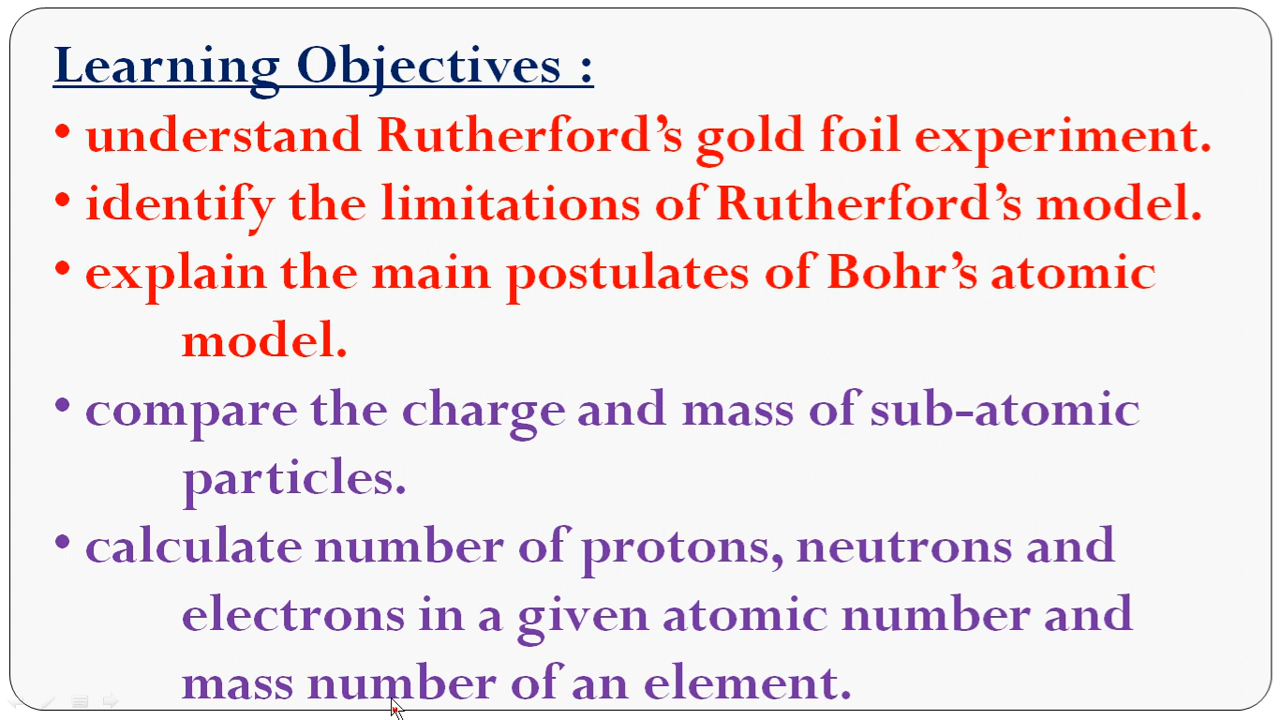 Learning Objectives :
• understand Rutherford’s gold foil experiment.
• identify the limitations of Rutherford’s model.
• explain the main postulates of Bohr’s atomic
model.
• compare the charge and mass of sub-atomic
particles.
• calculate number of protons, neutrons and
electrons in a given atomic number and
mass number of an element.